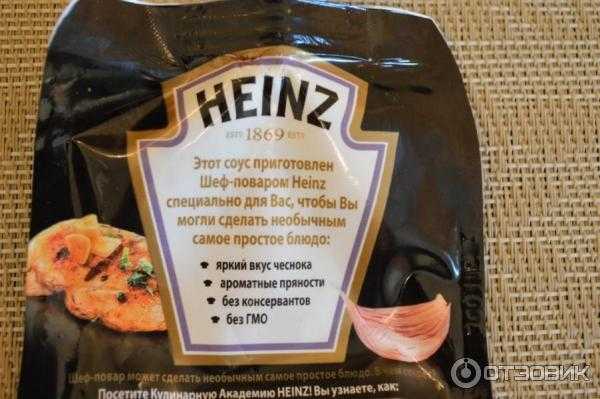 HEINZ
ESTD 1869 ESTD
Этот соус приготовлен
Шеф-поваром Heinz
специально для Вас, чтобы Вы
могли сделать необычным
самое простое блюдо:
яркий вкус чеснока
ароматные пряности
без консервантов
без ГМО
Шеф-повар может сделать необычным самое простое блюдо.
Посетите Кулинарную Академию HEINZ! Вы узнаете, как:
ОТЗОВИК